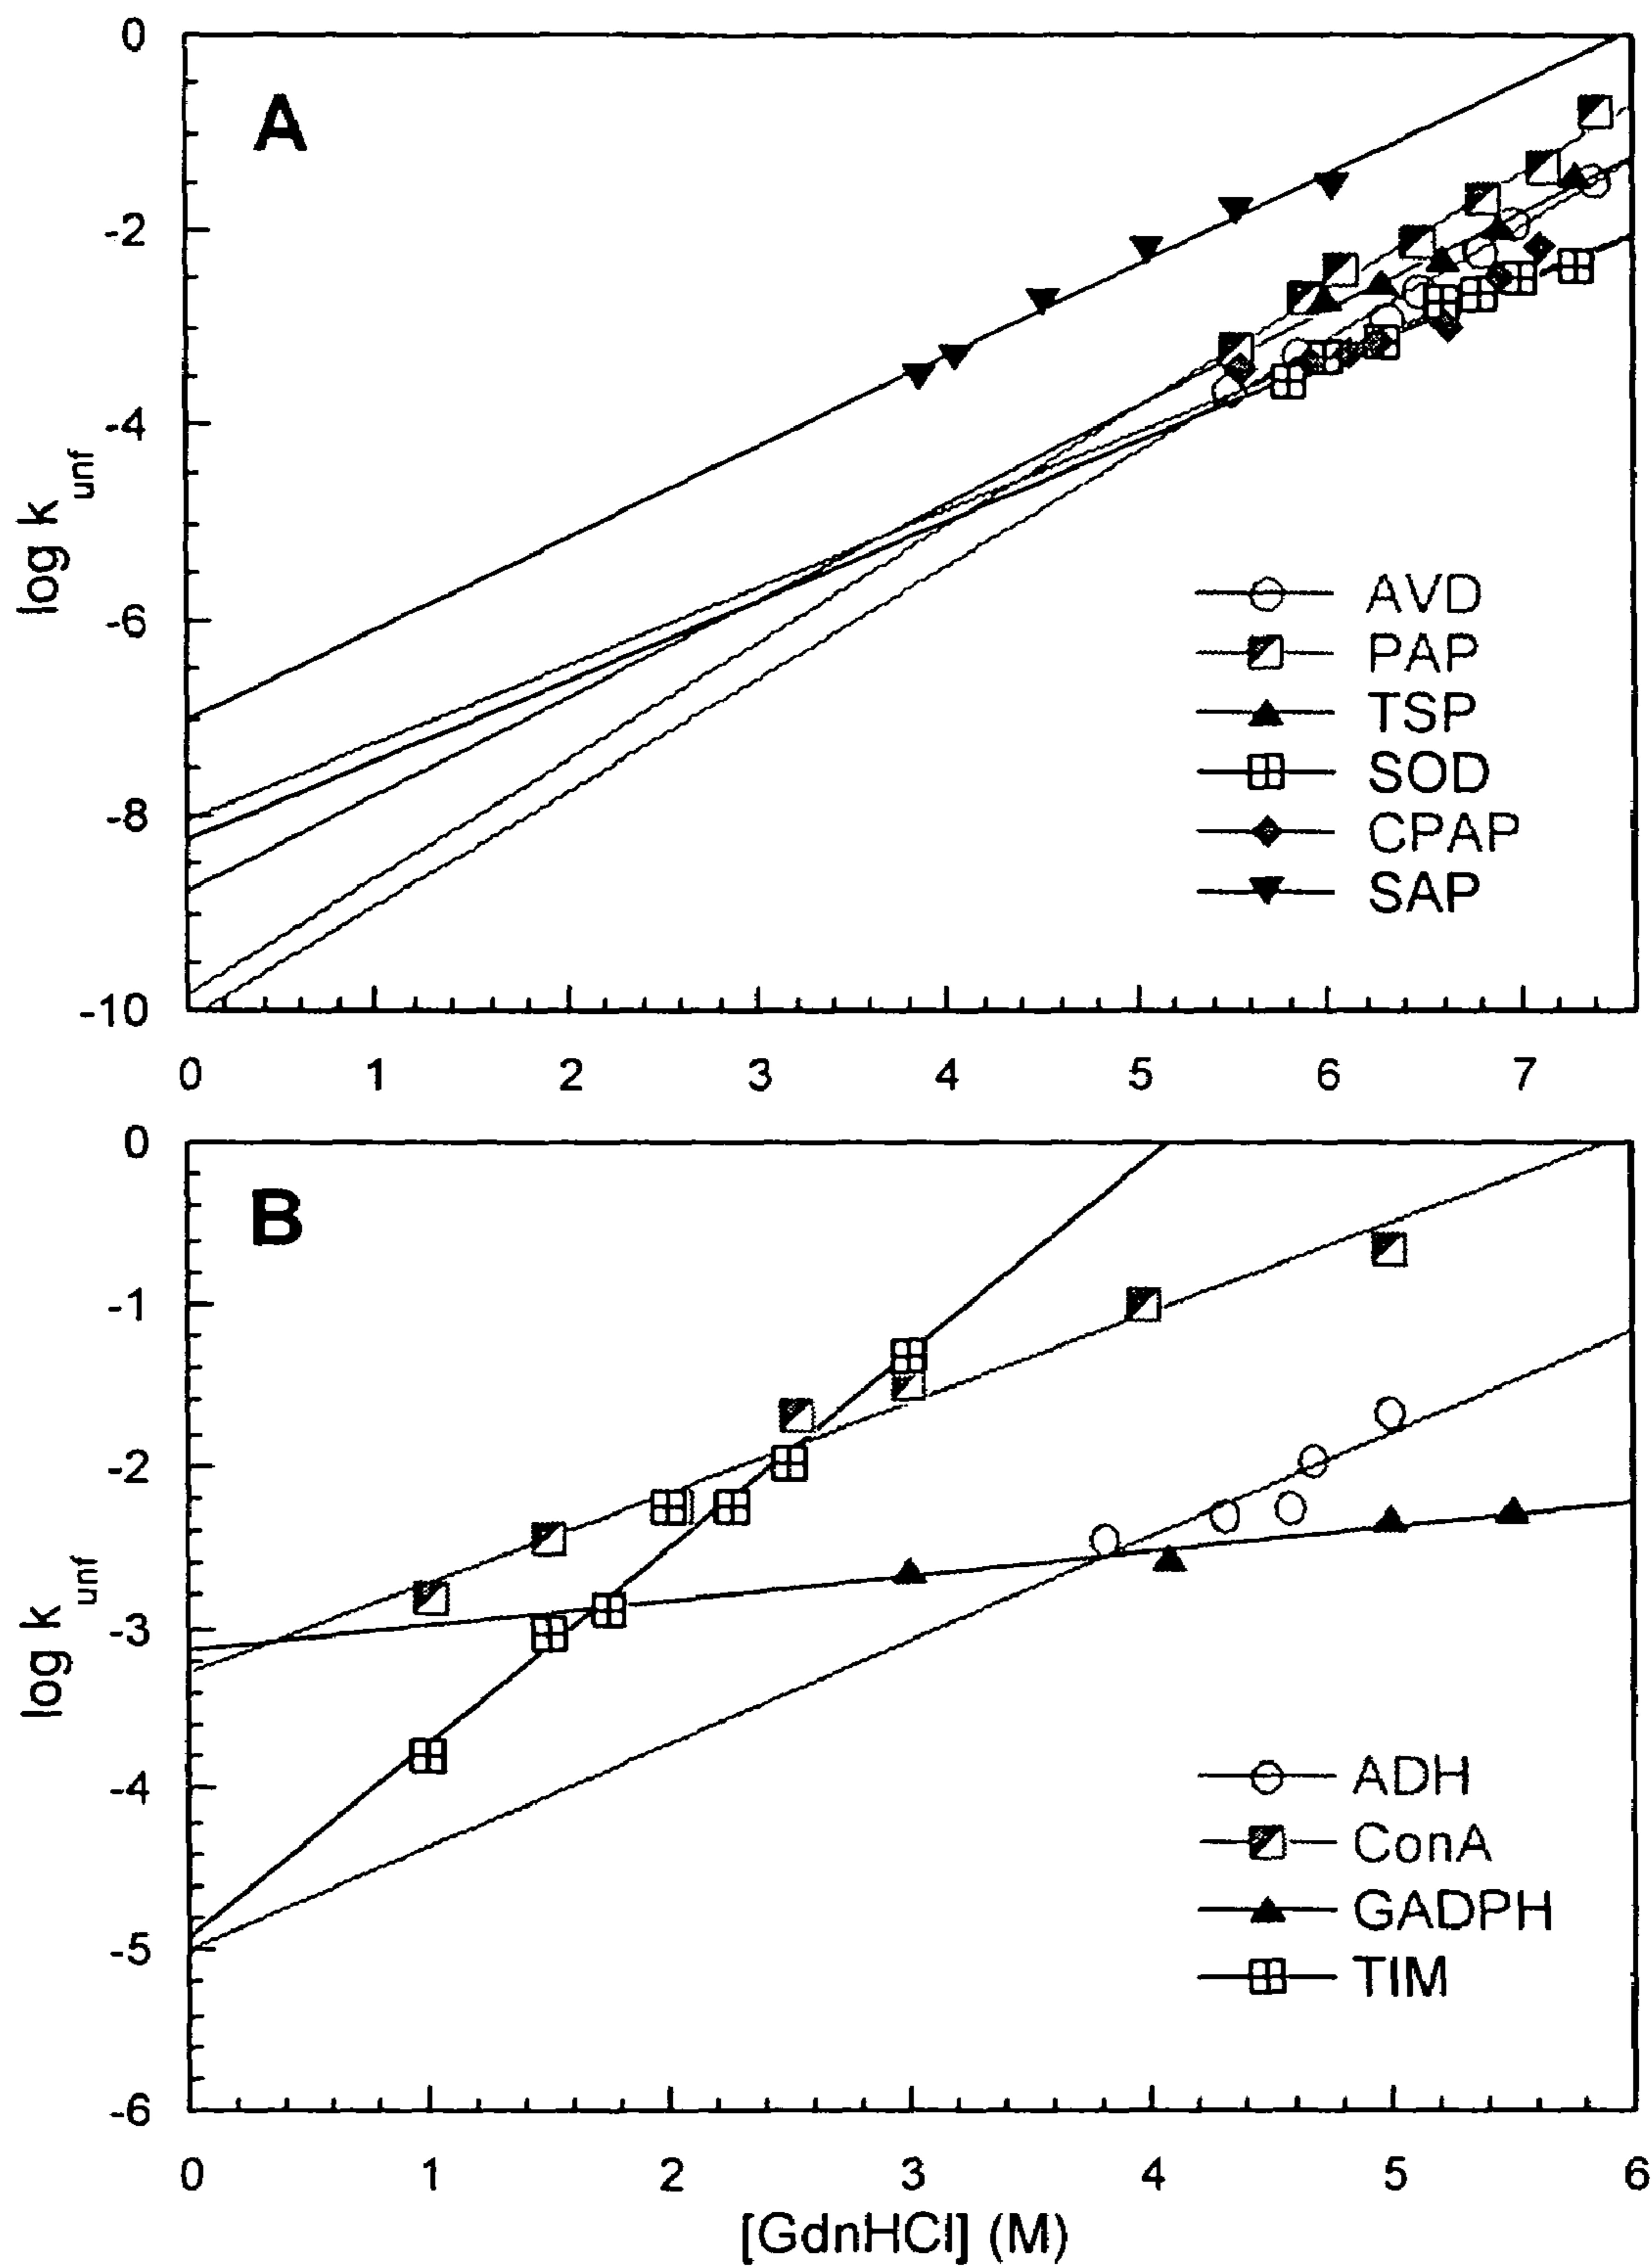 0
A
-2
-4
log k unf
-6
-8
-10
AVD
PAP
TSP
SOD
CPAP
SAP
0 1 2 3 4 5 6 7
0
B
-1
-2
-3
log k unf
-4
-5
-6
ADH
ConA
GADPH
TIM
0 1 2 3 4 5 6
[GdnHCl] (M)